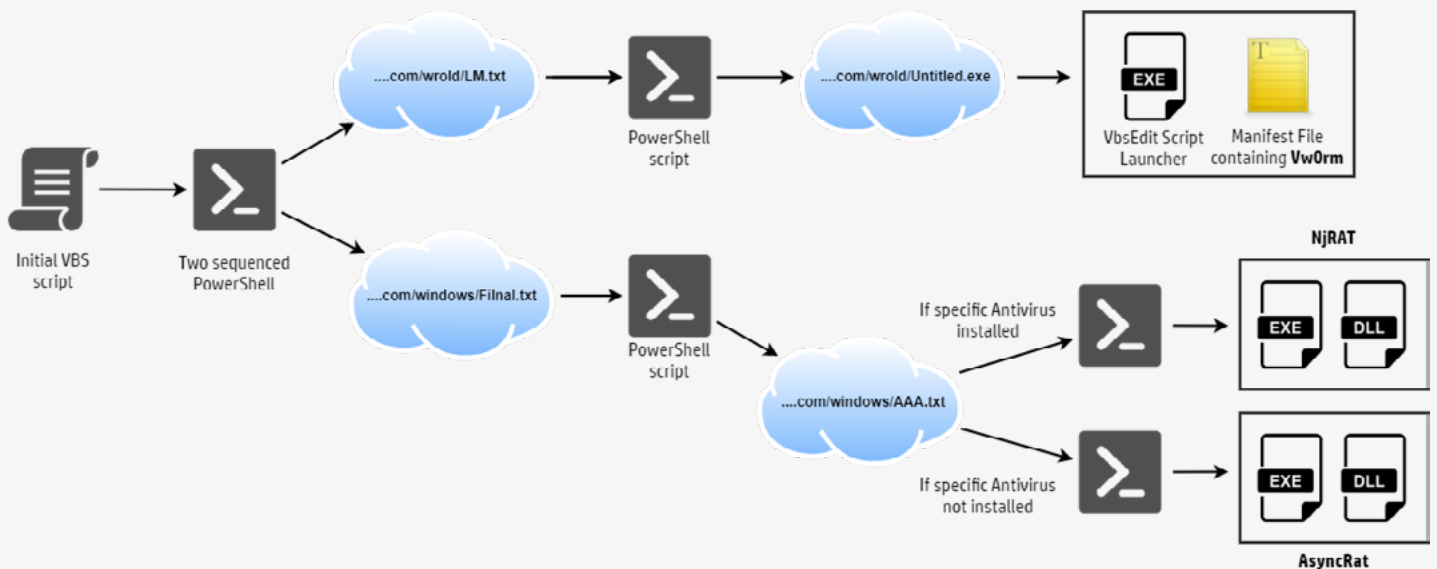 ....com/wrold/LM.txt
PowerShell
script
....com/wrold/Untitled.exe
EXE
VbsEdit Script
Launcher
T
Manifest File
containing Vw0rm
Initial VBS
script
Two sequenced
PowerShell
....com/windows/Filnal.txt
PowerShell
script
....com/windows/AAA.txt
If specific Antivirus
installed
NjRAT
EXE
DLL
If specific Antivirus
not installed
EXE
DLL
AsyncRat